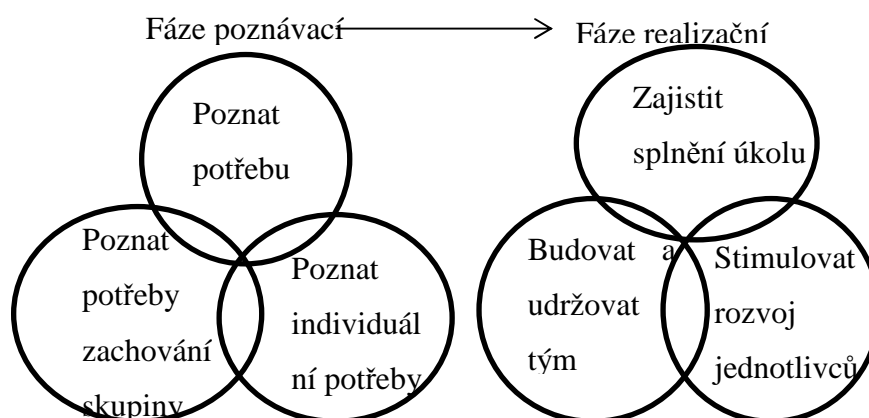 Fáze poznávací
Fáze realizační
Poznat
potřebu
Poznat
potřeby
zachování
skupiny
Poznat
individuál
ní potřeby
Zajistit
splnění úkolu
Budovat a
udržovat
tým
Stimulovat
rozvoj
jednotlivců